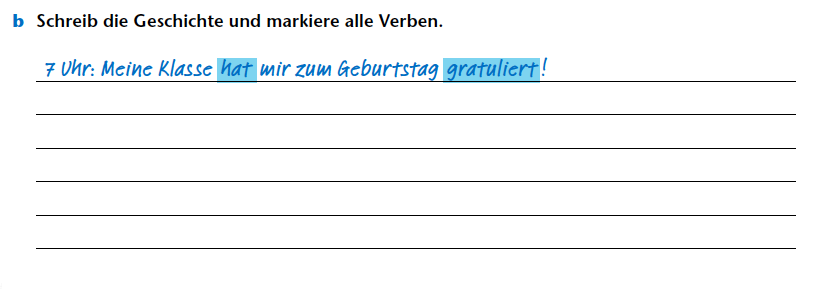 b Schreib die Geschichte und markiere alle Verben.
7 Uhr: Meine Klasse hat mir zum Geburtstag gratuliert!